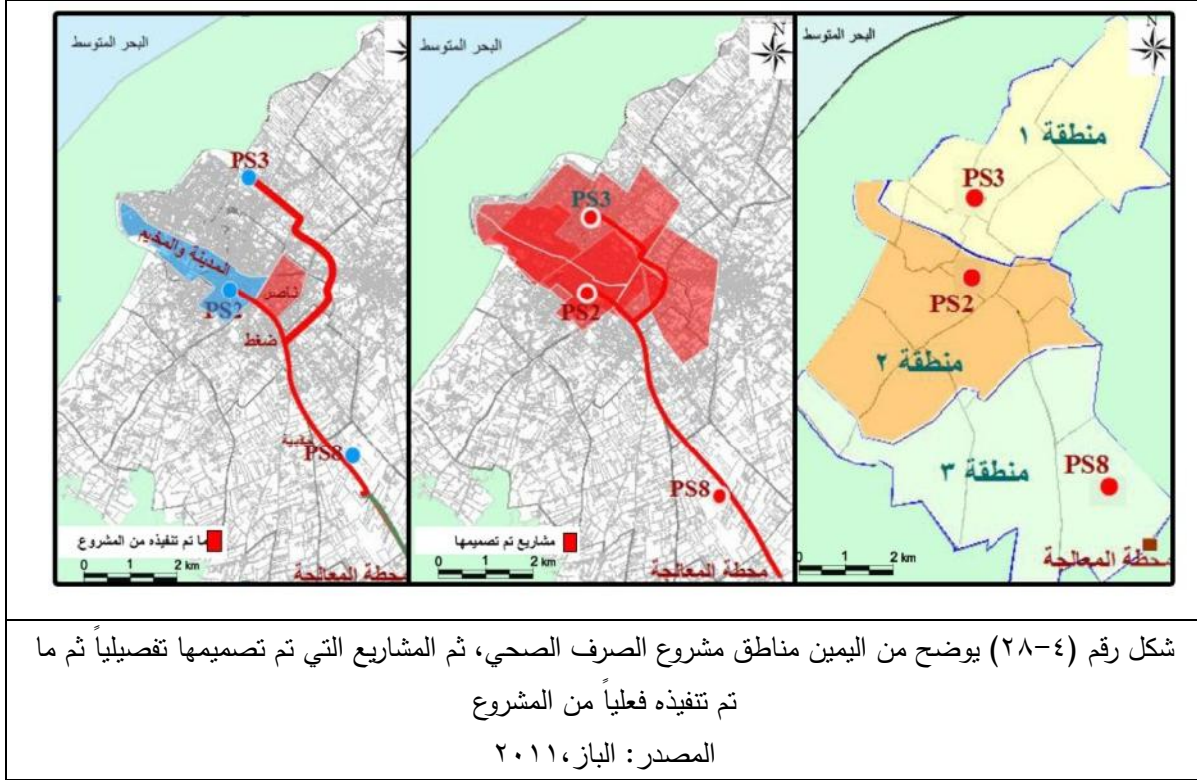 البحر المتوسط
N
منطقة ١
PS3
PS2
منطقة ٢
منطقة ٣
PS8
محطة المعالجة
0 1 2 km
البحر المتوسط
N
PS3
PS2
PS8
مشاريع تم تصميمها
0 1 2 km
محطة المعالجة
البحر المتوسط
N
PS3
المدينة والمخيم
ناصر
PS2
ضغط
PS8
ما تم تنفيذه من المشروع
0 1 2 km
محطة المعالجة
شكل رقم (٤-٢٨) يوضح من اليمين مناطق مشروع الصرف الصحي، ثم المشاريع التي تم تصميمها تفصيلياً ثم ما
تم تنفيذه فعلياً من المشروع
المصدر: الباز،٢٠١١